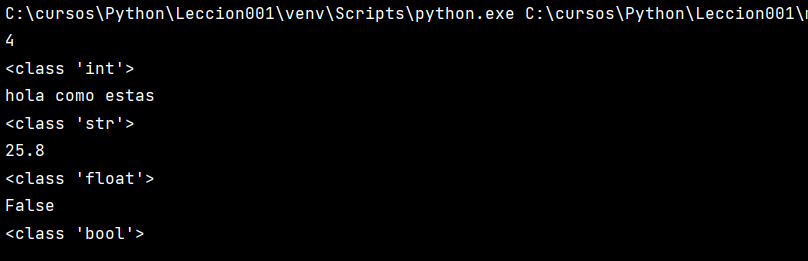 C:\cursos\Python\Leccion001\venv\Scripts\python.exe C:\cursos\Python\Leccion001\
4
<class 'int'>
hola como estas
<class 'str'>
25.8
<class 'float'>
False
<class 'bool'>